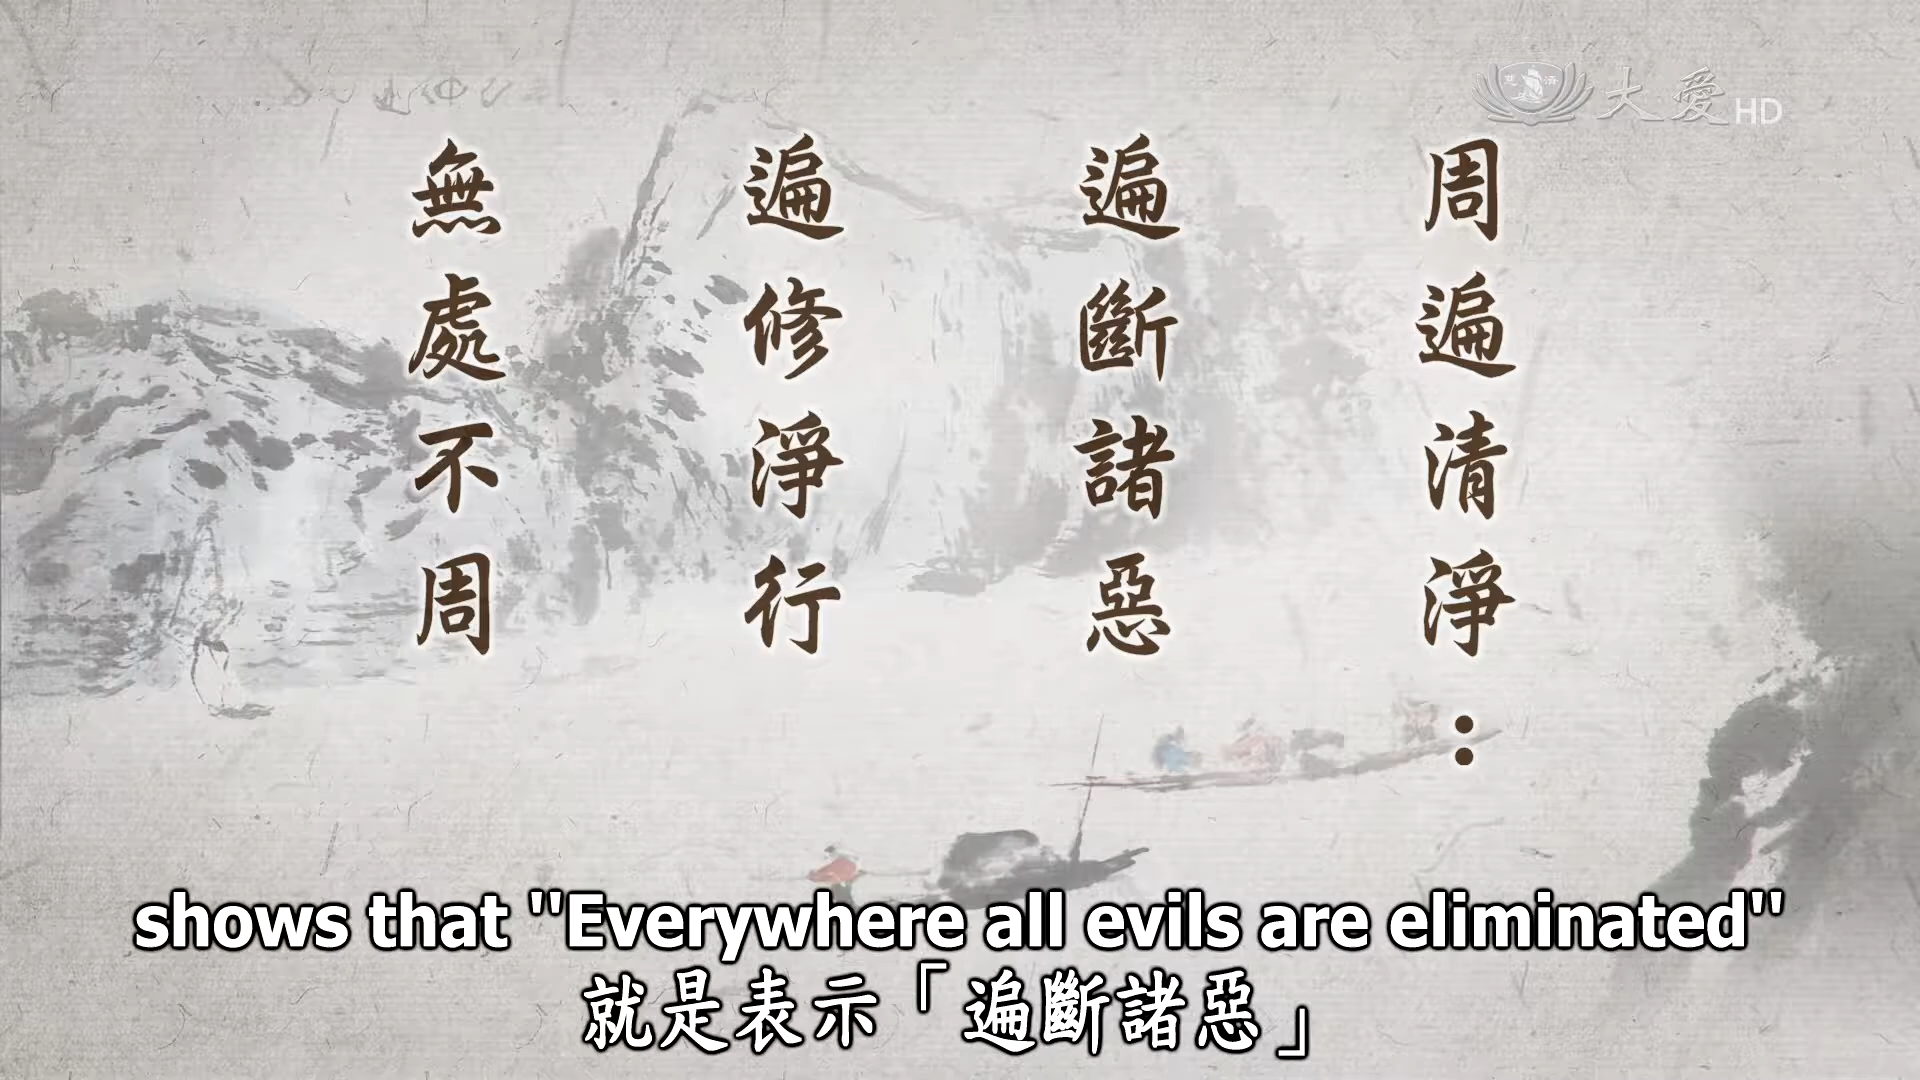 大愛HD
周遍清淨：
遍斷諸惡
遍修淨行
無處不周
shows that "Everywhere all evils are eliminated"
就是表示「遍斷諸惡」